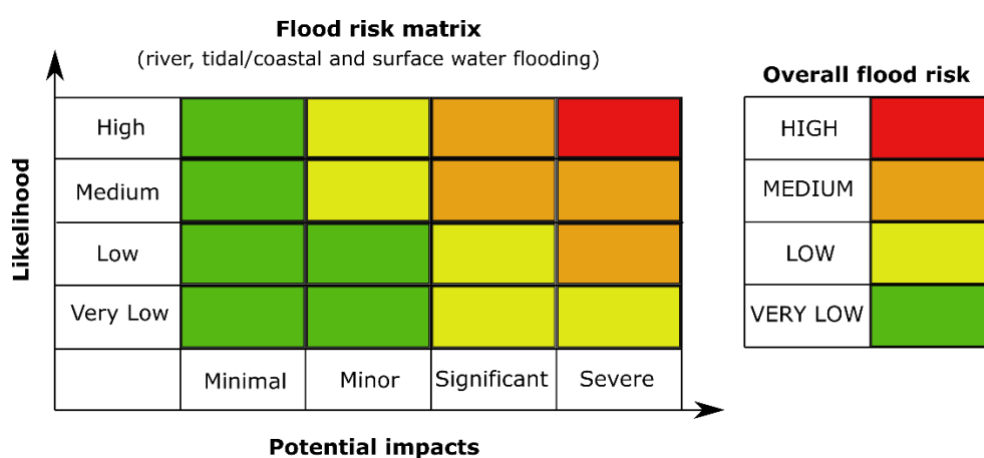 Flood risk matrix
(river, tidal/coastal and surface water flooding)
Likelihood
High
Medium
Low
Very Low
Minimal
Minor
Significant
Severe
Potential impacts
Overall flood risk
HIGH
MEDIUM
LOW
VERY LOW